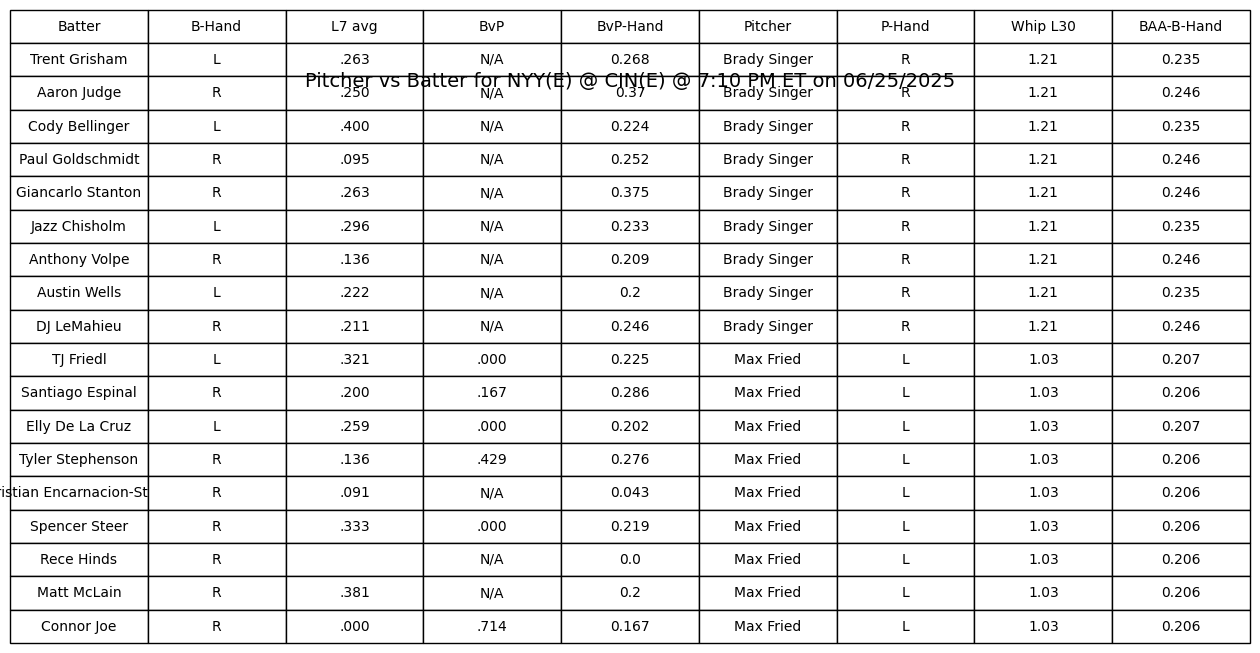 Batter B-Hand L7 avg BvP BvP-Hand Pitcher P-Hand Whip L30 BAA-B-Hand
Trent Grisham L .263 N/A 0.268 Brady Singer R 1.21 0.235
Pitcher vs Batter for NYY(E) @ CIN(E) @ 7:10 PM ET on 06/25/2025
Aaron Judge R .250 N/A 0.37 Brady Singer R 1.21 0.246
Cody Bellinger L .400 N/A 0.224 Brady Singer R 1.21 0.235
Paul Goldschmidt R .095 N/A 0.252 Brady Singer R 1.21 0.246
Giancarlo Stanton R .263 N/A 0.375 Brady Singer R 1.21 0.246
Jazz Chisholm L .296 N/A 0.233 Brady Singer R 1.21 0.235
Anthony Volpe R .136 N/A 0.209 Brady Singer R 1.21 0.246
Austin Wells L .222 N/A 0.2 Brady Singer R 1.21 0.235
DJ LeMahieu R .211 N/A 0.246 Brady Singer R 1.21 0.246
TJ Friedl L .321 .000 0.225 Max Fried L 1.03 0.207
Santiago Espinal R .200 .167 0.286 Max Fried L 1.03 0.206
Elly De La Cruz L .259 .000 0.202 Max Fried L 1.03 0.207
Tyler Stephenson R .136 .429 0.276 Max Fried L 1.03 0.206
istian Encarnacion-St R .091 N/A 0.043 Max Fried L 1.03 0.206
Spencer Steer R .333 .000 0.219 Max Fried L 1.03 0.206
Rece Hinds R N/A 0.0 Max Fried L 1.03 0.206
Matt McLain R .381 N/A 0.2 Max Fried L 1.03 0.206
Connor Joe R .000 .714 0.167 Max Fried L 1.03 0.206